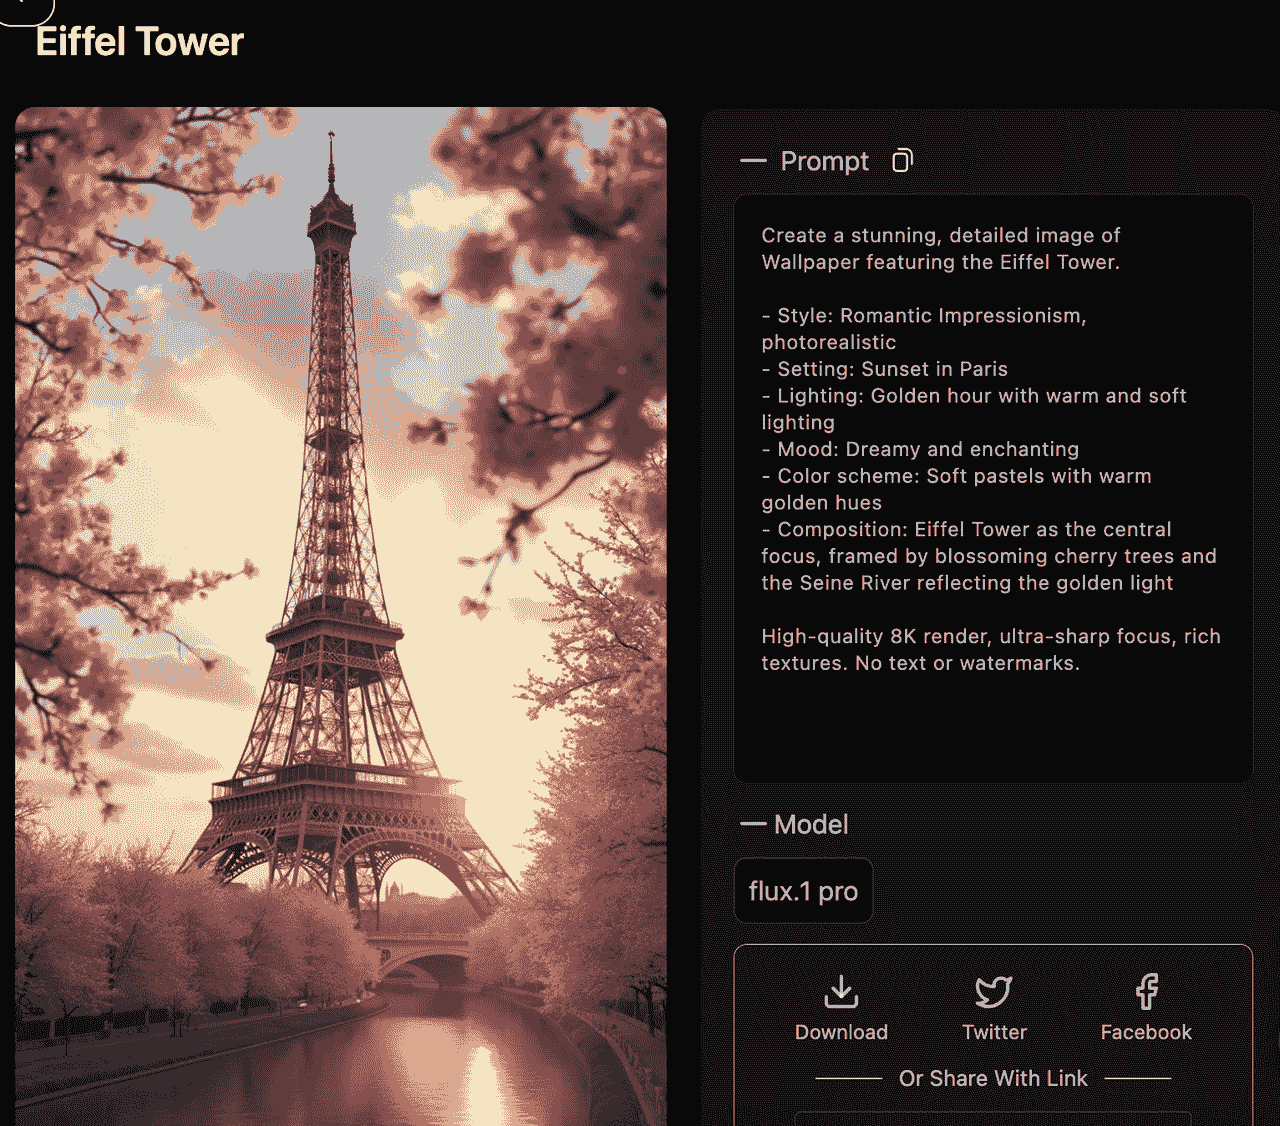 Eiffel Tower
Prompt
Create a stunning, detailed image of
Wallpaper featuring the Eiffel Tower.
- Style: Romantic Impressionism,
photorealistic
- Setting: Sunset in Paris
- Lighting: Golden hour with warm and soft
lighting
- Mood: Dreamy and enchanting
- Color scheme: Soft pastels with warm
golden hues
- Composition: Eiffel Tower as the central
focus, framed by blossoming cherry trees and
the Seine River reflecting the golden light
High-quality 8K render, ultra-sharp focus, rich
textures. No text or watermarks.
Model
flux.1 pro
Download Twitter Facebook
Or Share With Link